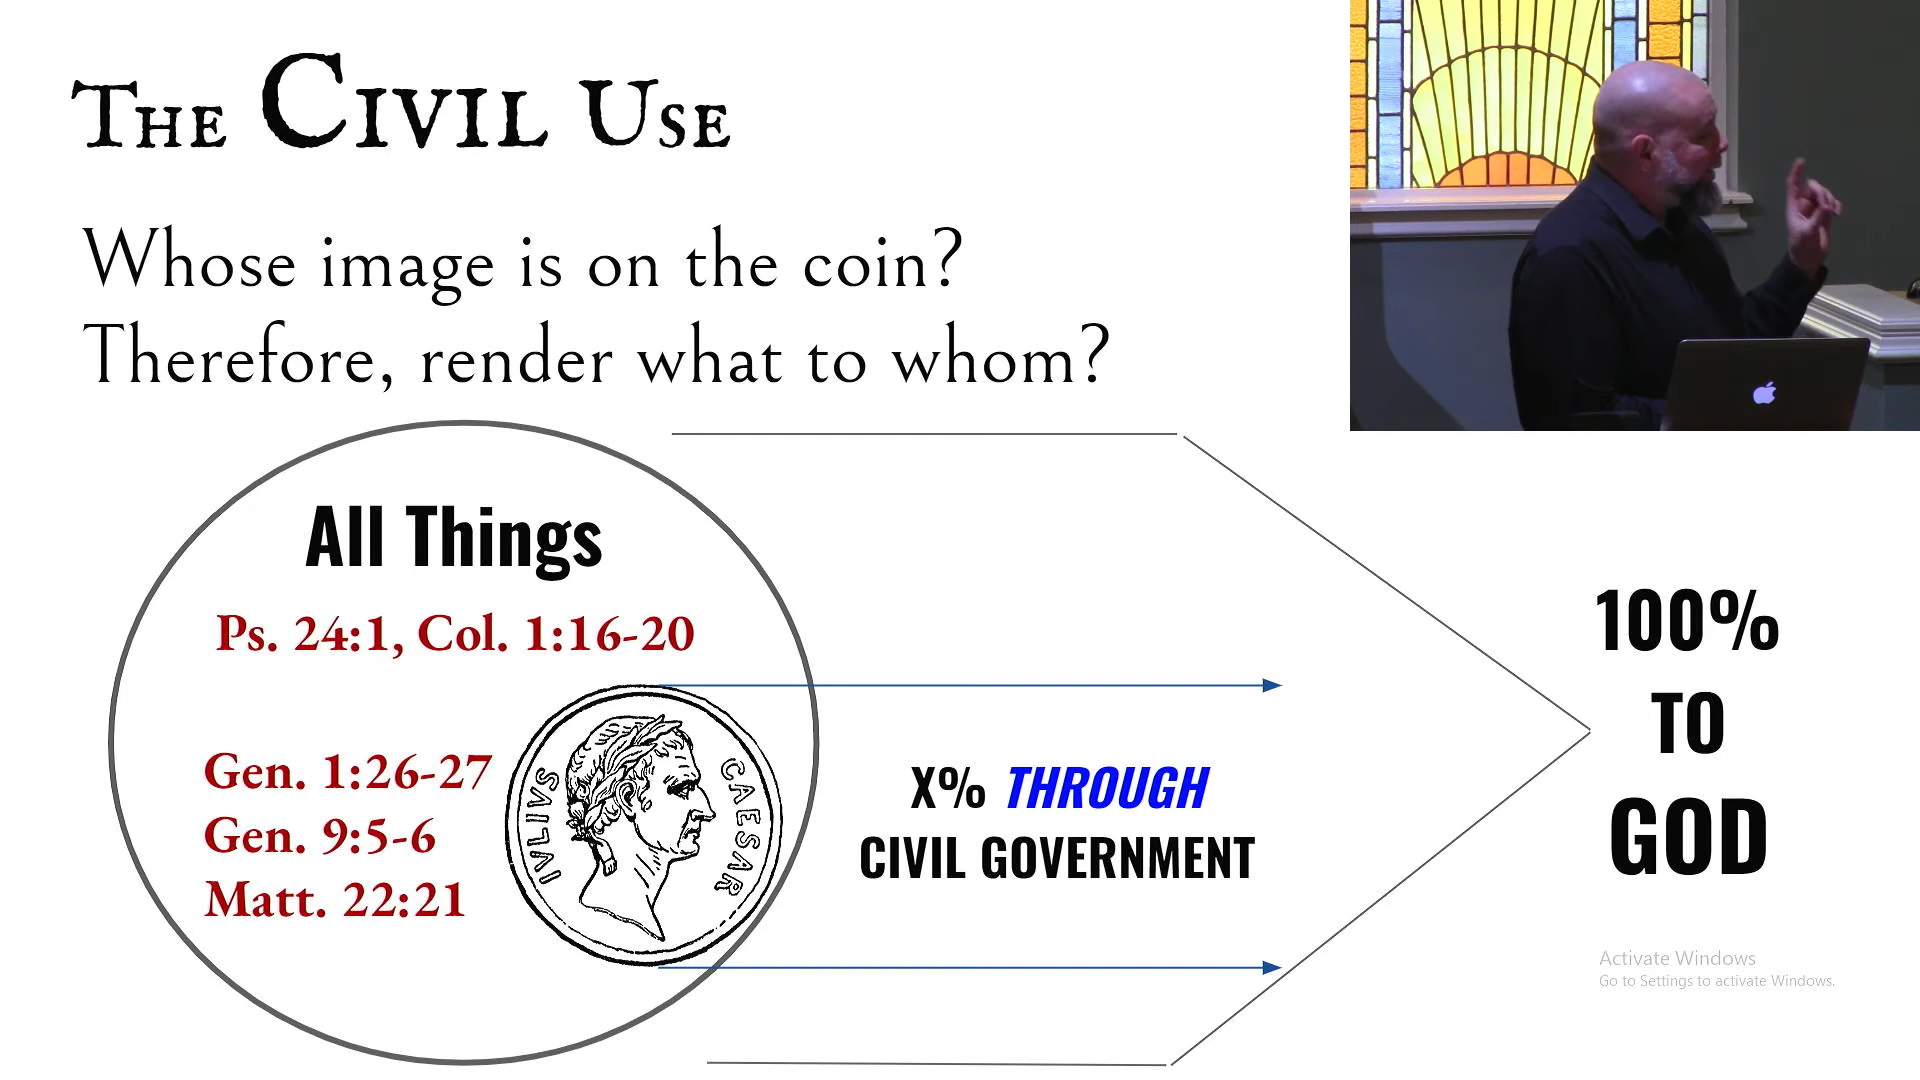 The Civil Use
Whose image is on the coin?
Therefore, render what to whom?
All Things
Ps. 24:1, Col. 1:16-20
Gen. 1:26-27
Gen. 9:5-6
Matt. 22:21
IVLIVS
CAESAR
X% THROUGH
CIVIL GOVERNMENT
100%
TO
GOD
Activate Windows
Go to Settings to activate Windows.